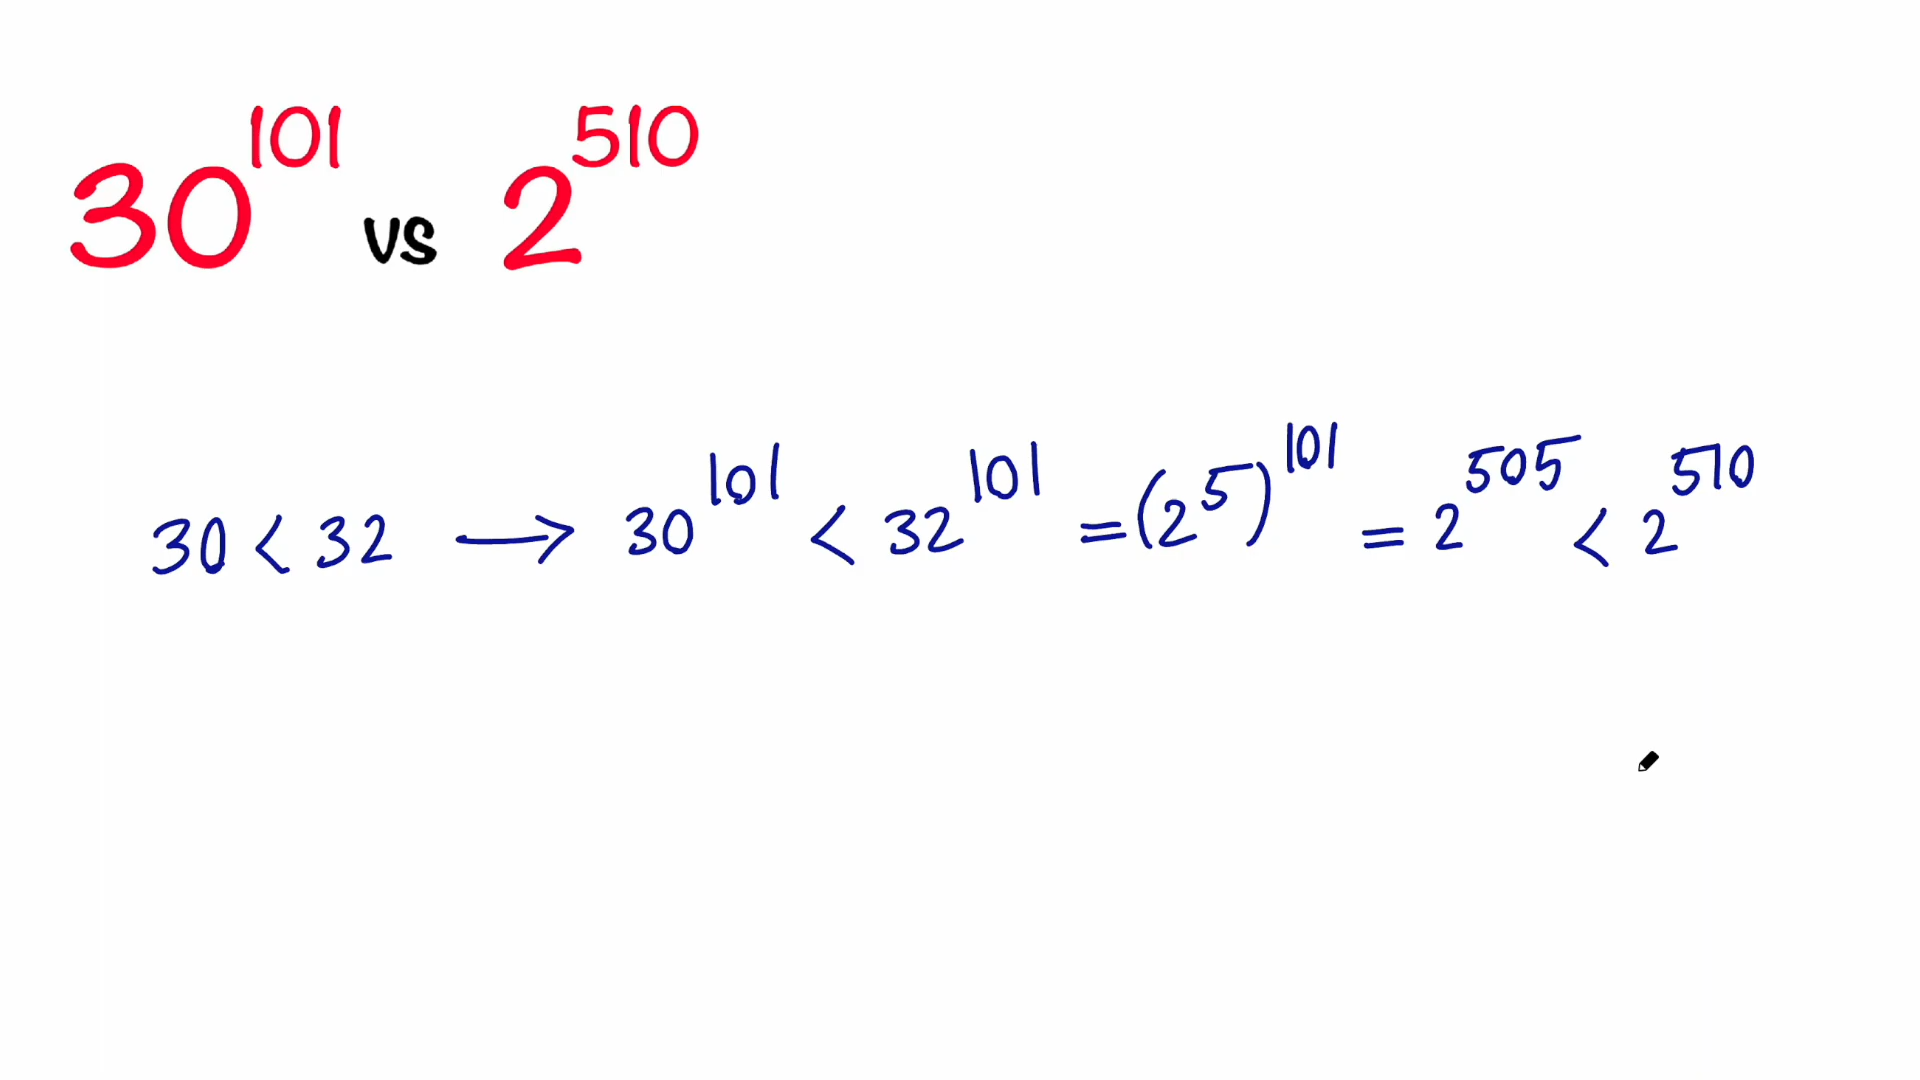 30^101 vs 2^510
30 < 32 → 30^101 < 32^101 = (2^5)^101 = 2^505 < 2^510